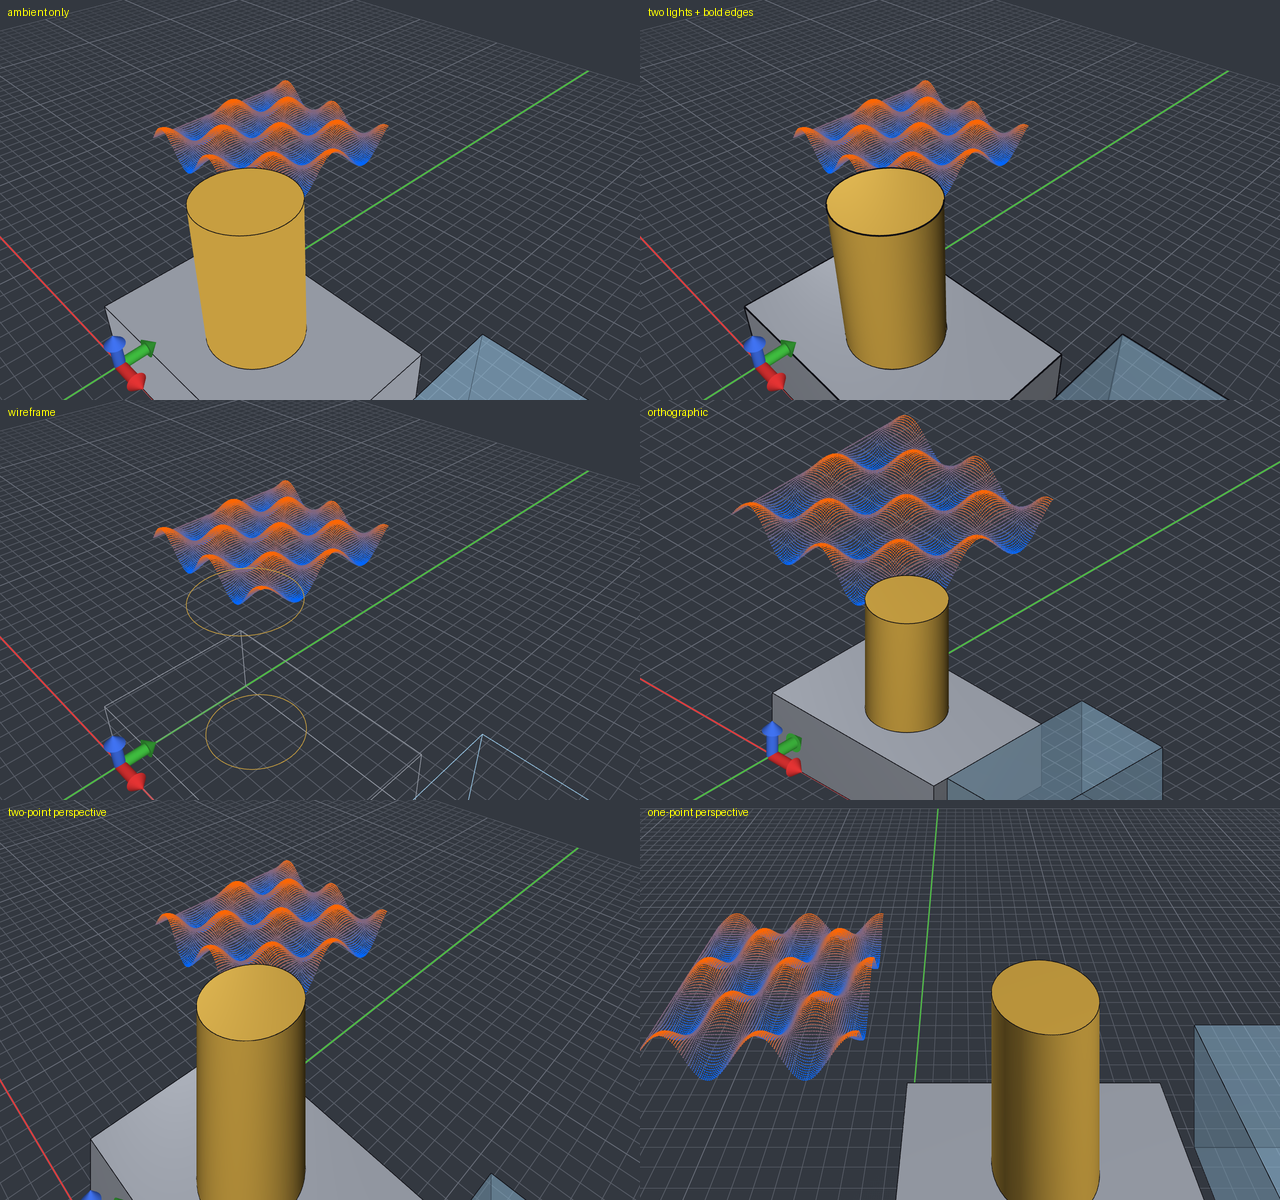 ambient only
two lights + bold edges
wireframe
orthographic
two-point perspective
one-point perspective